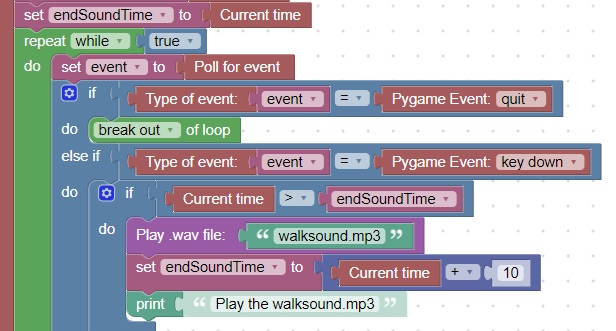 set endSoundTime to Current time
repeat while true
do set event to Poll for event
if Type of event: event = Pygame Event: quit
do break out of loop
else if Type of event: event = Pygame Event: key down
do if Current time > endSoundTime
do Play .wav file: “ walksound.mp3 ”
set endSoundTime to Current time + 10
print “ Play the walksound.mp3 ”